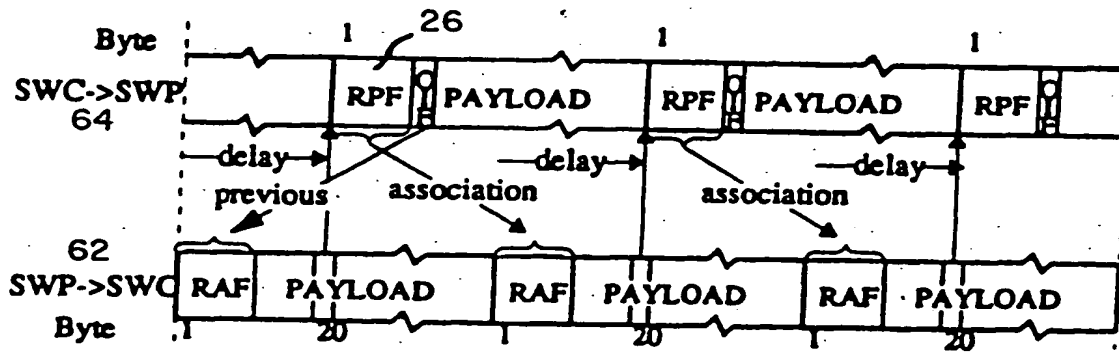 26
Byte 1 1 1
SWC->SWP RPF CTB PAYLOAD RPF PAYLOAD RPF
64
delay delay delay
previous association association
62
SWP->SWC RAF PAYLOAD RAF PAYLOAD RAF PAYLOAD
Byte 1 20 1 20 1 20